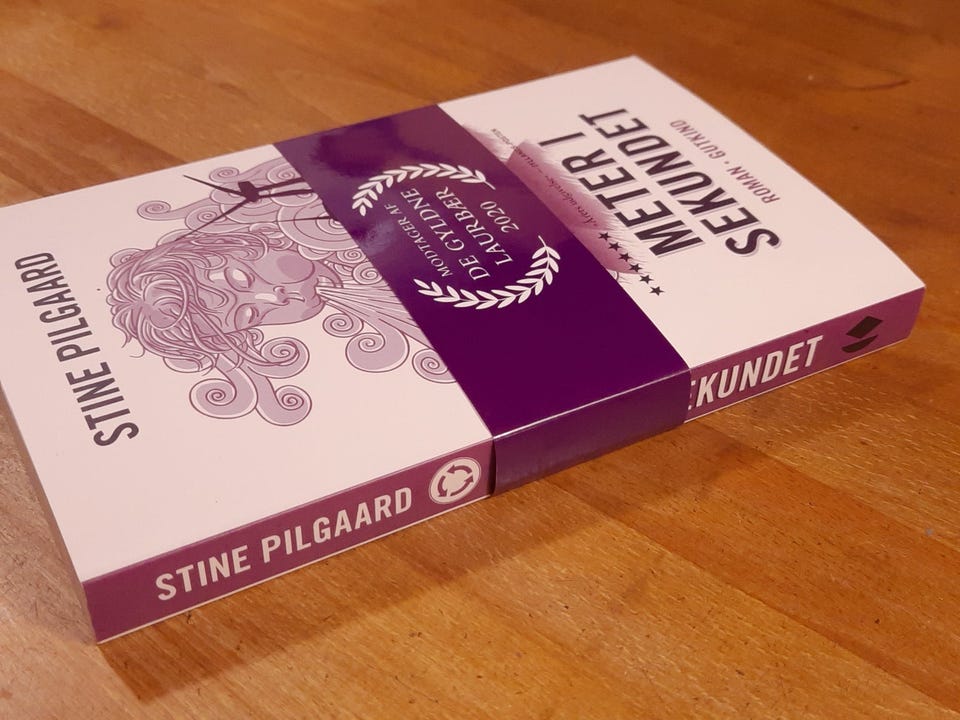 STINE PILGAARD
MODTAGER AF
DE GYLDNE
LAURBÆR
2020
METER I
SEKUNDET
ROMAN · GUTKIND
STINE PILGAARD
EKUNDET